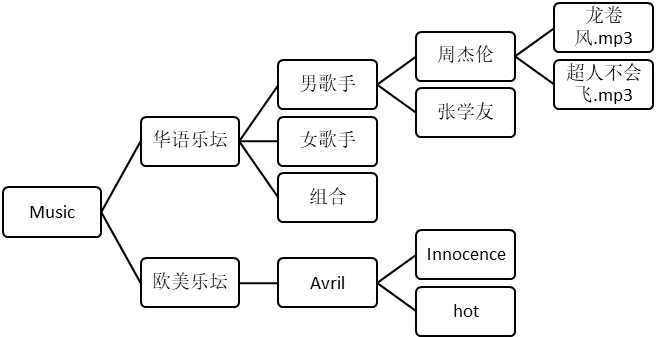 龙卷
风.mp3
周杰伦
超人不会
飞.mp3
男歌手
张学友
华语乐坛
女歌手
组合
Music
Innocence
欧美乐坛
Avril
hot